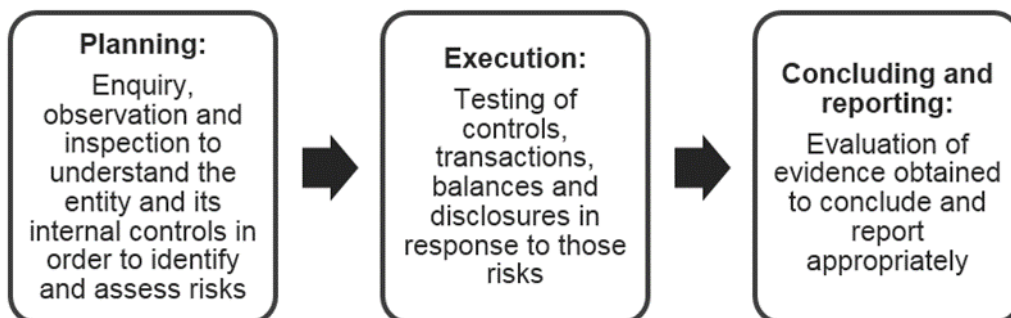 Planning:
Enquiry,
observation and
inspection to
understand the
entity and its
internal controls in
order to identify
and assess risks
Execution:
Testing of
controls,
transactions,
balances and
disclosures in
response to those
risks
Concluding and
reporting:
Evaluation of
evidence obtained
to conclude and
report
appropriately